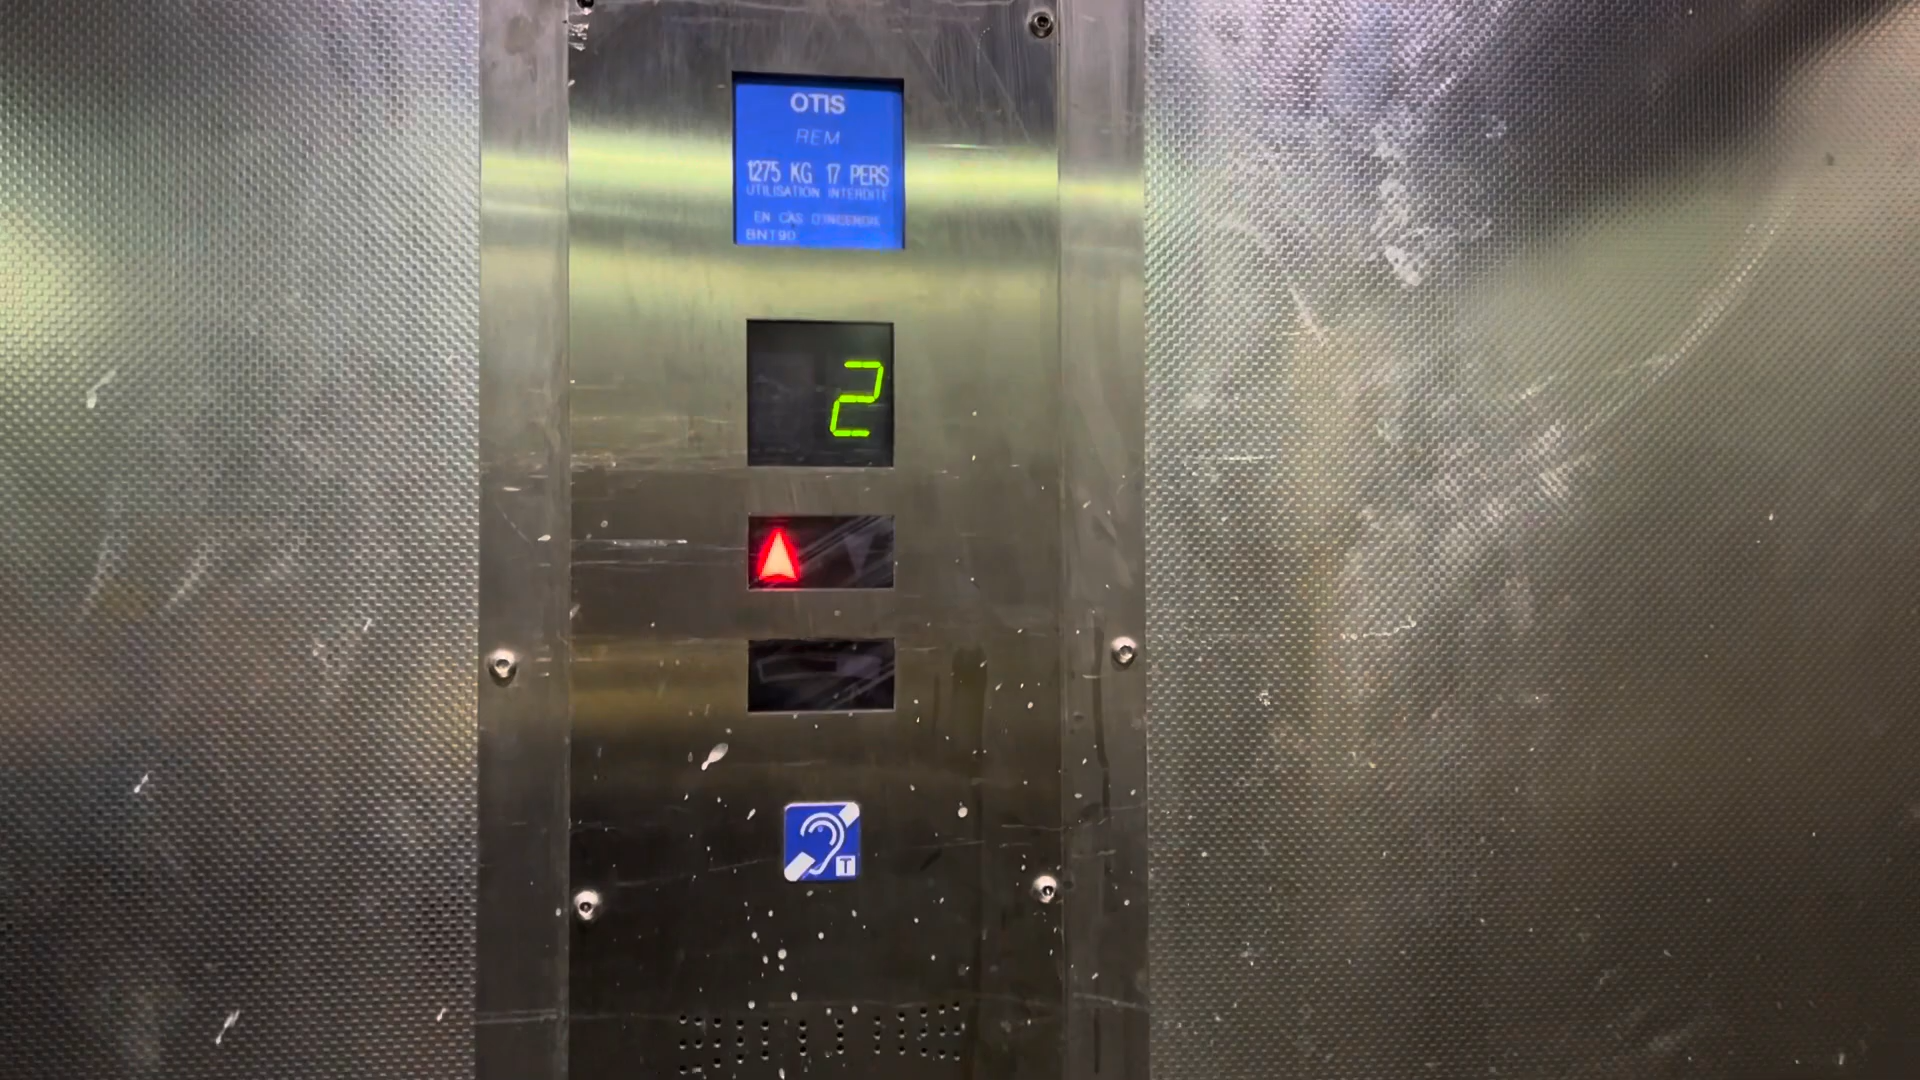 OTIS
REM
1275 KG 17 PERS
UTILISATION INTERDITE
EN CAS D'INCENDIE
BNT90
2
T